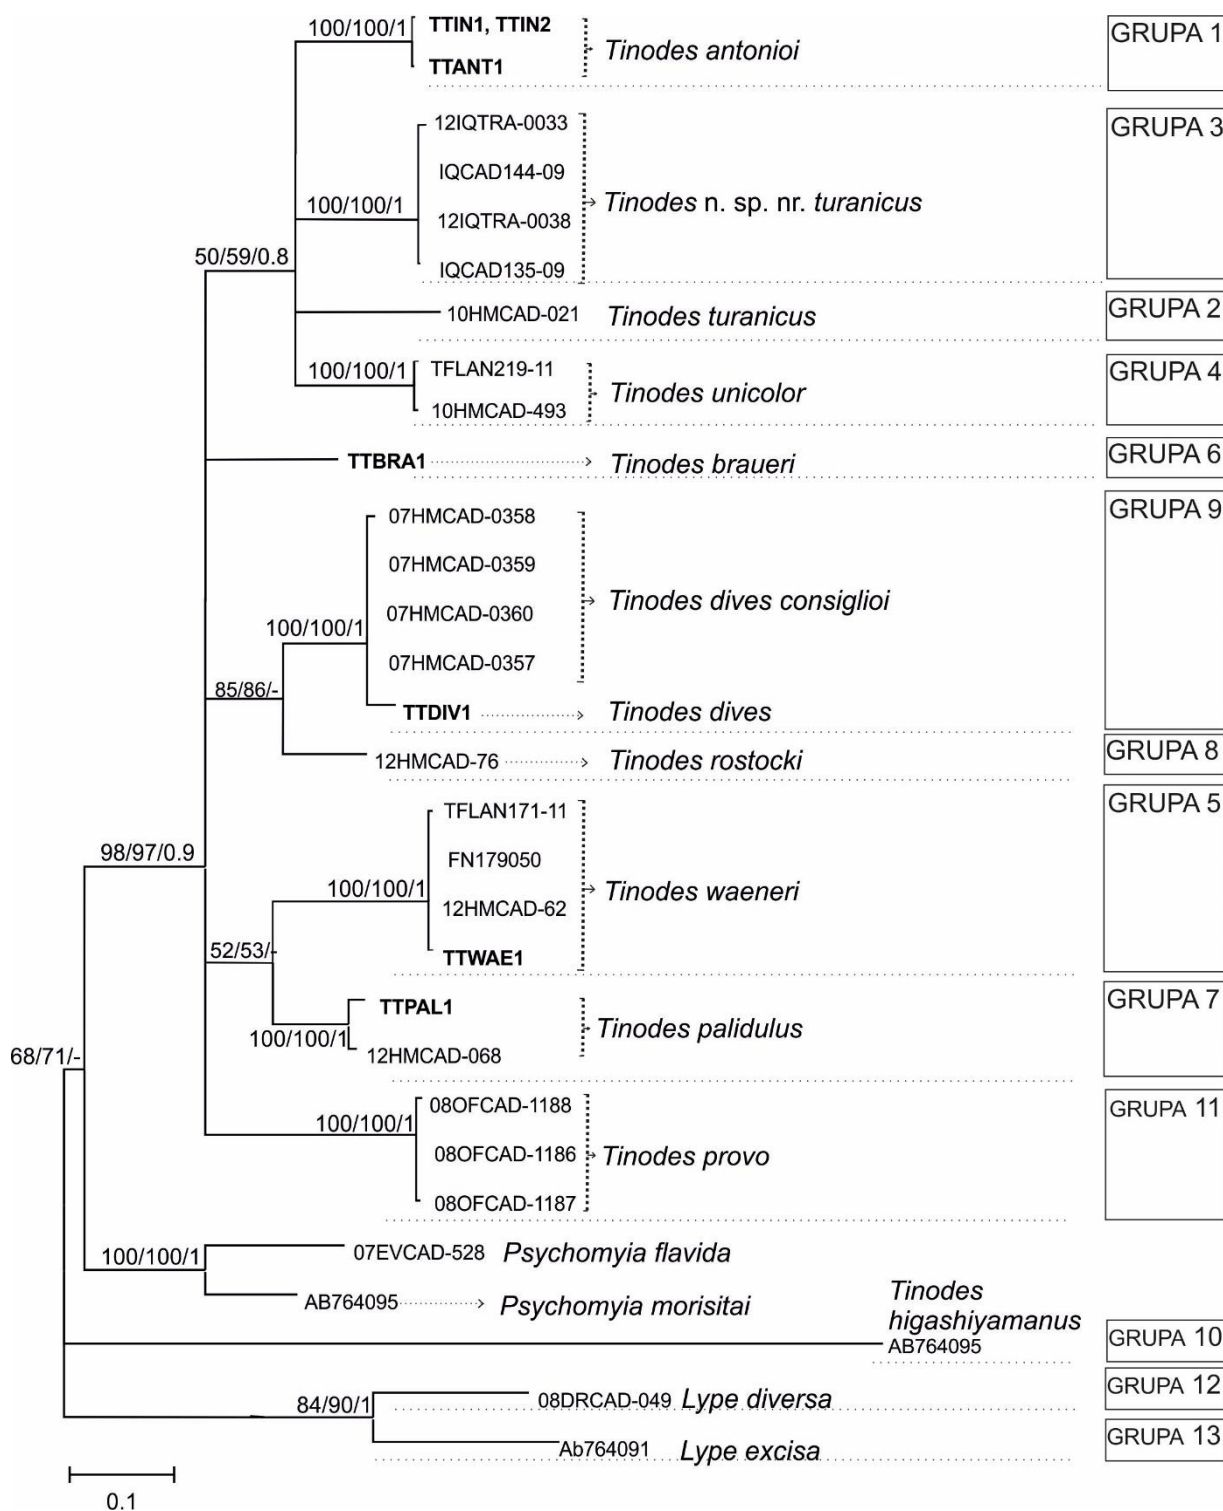 100/100/1
TTIN1, TTIN2
TTANT1
Tinodes antonioi
GRUPA 1
100/100/1
12IQTRA-0033
IQCAD144-09
12IQTRA-0038
IQCAD135-09
Tinodes n. sp. nr. turanicus
GRUPA 3
50/59/0.8
10HMCAD-021
Tinodes turanicus
GRUPA 2
100/100/1
TFLAN219-11
10HMCAD-493
Tinodes unicolor
GRUPA 4
TTBRA1
Tinodes braueri
GRUPA 6
07HMCAD-0358
07HMCAD-0359
07HMCAD-0360
07HMCAD-0357
Tinodes dives consiglioi
GRUPA 9
100/100/1
85/86/-
TTDIV1
Tinodes dives
12HMCAD-76
Tinodes rostocki
GRUPA 8
98/97/0.9
100/100/1
TFLAN171-11
FN179050
12HMCAD-62
TTWAE1
Tinodes waeneri
GRUPA 5
52/53/-
TTPAL1
100/100/1
12HMCAD-068
Tinodes palidulus
GRUPA 7
68/71/-
100/100/1
08OFCAD-1188
08OFCAD-1186
08OFCAD-1187
Tinodes provo
GRUPA 11
100/100/1
07EVCAD-528
Psychomyia flavida
AB764095
Psychomyia morisitai
Tinodes
higashiyamanus
AB764095
GRUPA 10
84/90/1
08DRCAD-049
Lype diversa
GRUPA 12
Ab764091
Lype excisa
GRUPA 13
0.1